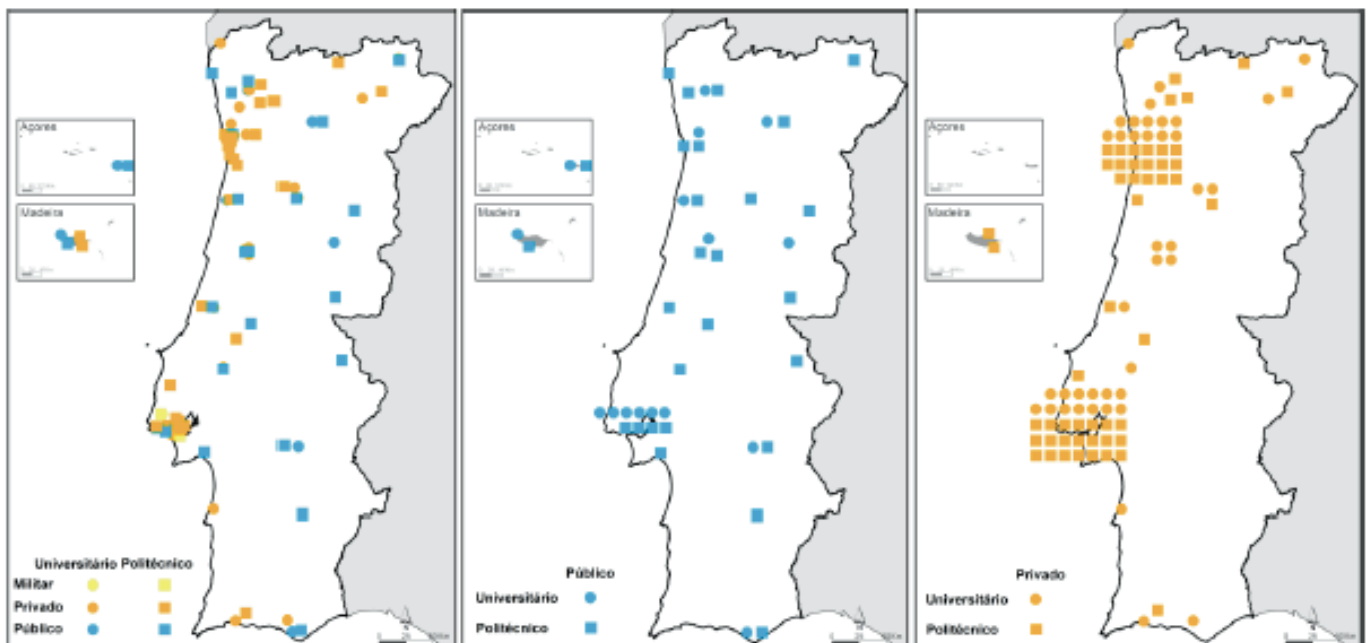 Açores
Madeira
Universitário Politécnico
Militar
Privado
Público
Açores
Madeira
Público
Universitário
Politécnico
Açores
Madeira
Privado
Universitário
Politécnico